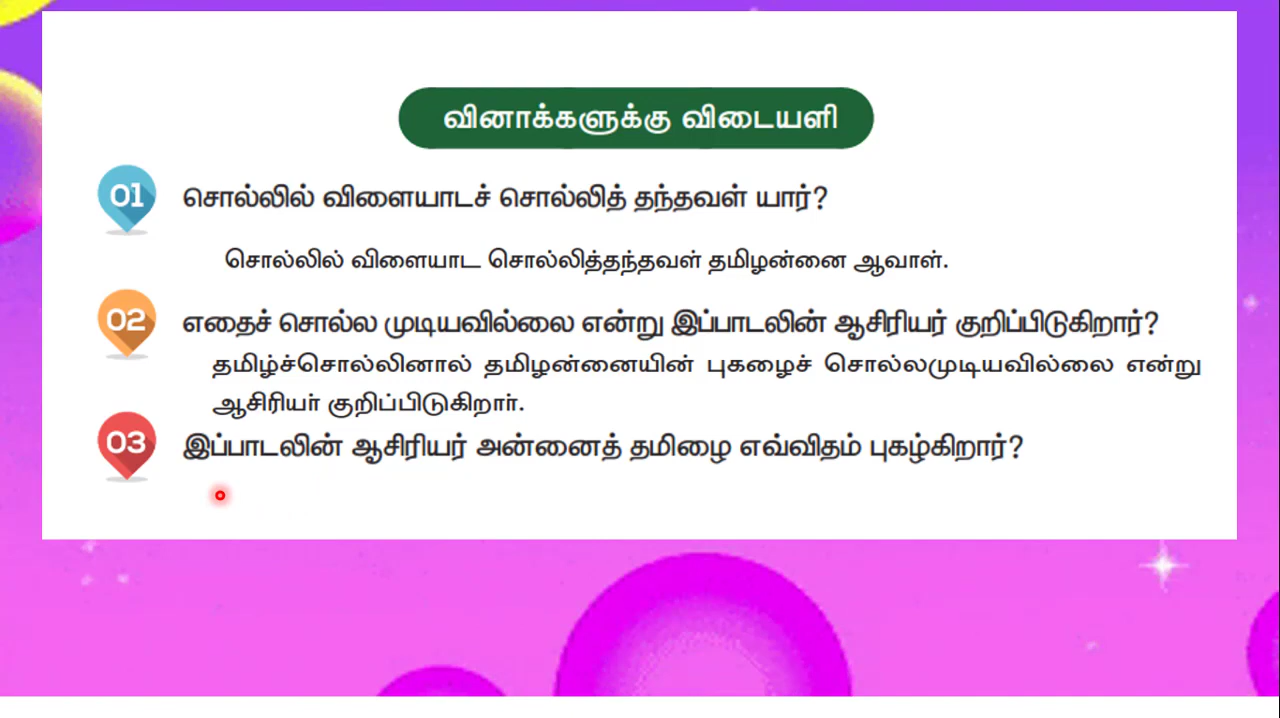 வினாக்களுக்கு விடையளி
01 சொல்லில் விளையாடச் சொல்லித் தந்தவள் யார்?
சொல்லில் விளையாட சொல்லித்தந்தவள் தமிழன்னை ஆவாள்.
02 எதைச் சொல்ல முடியவில்லை என்று இப்பாடலின் ஆசிரியர் குறிப்பிடுகிறார்?
தமிழ்ச்சொல்லினால் தமிழன்னையின் புகழைச் சொல்லமுடியவில்லை என்று
ஆசிரியர் குறிப்பிடுகிறார்.
03 இப்பாடலின் ஆசிரியர் அன்னைத் தமிழை எவ்விதம் புகழ்கிறார்?